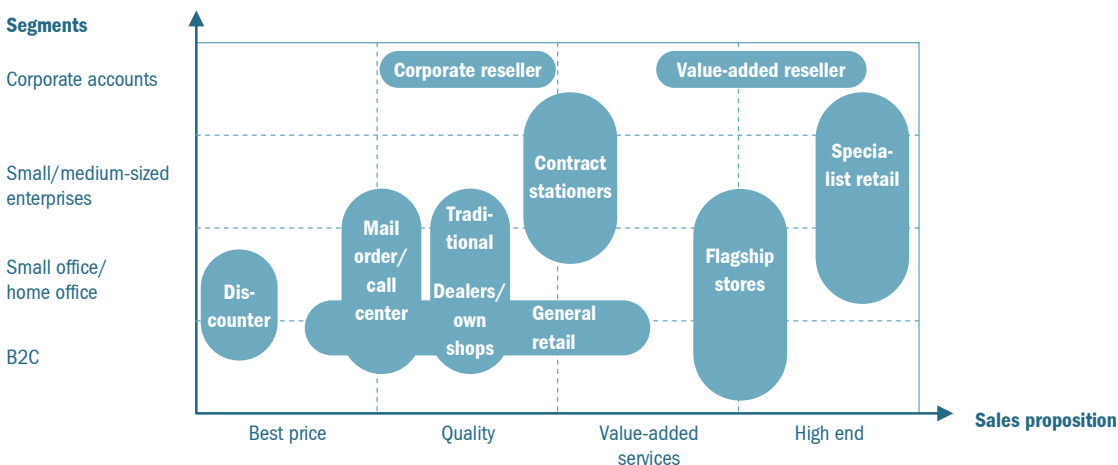 Segments
Corporate accounts
Corporate reseller
Value-added reseller
Small/medium-sized
enterprises
Contract
stationers
Specia-
list retail
Small office/
home office
Dis-
counter
Mail
order/
call
center
Tradi-
tional
Dealers/
own
shops
General
retail
Flagship
stores
B2C
Sales proposition
Best price
Quality
Value-added
services
High end